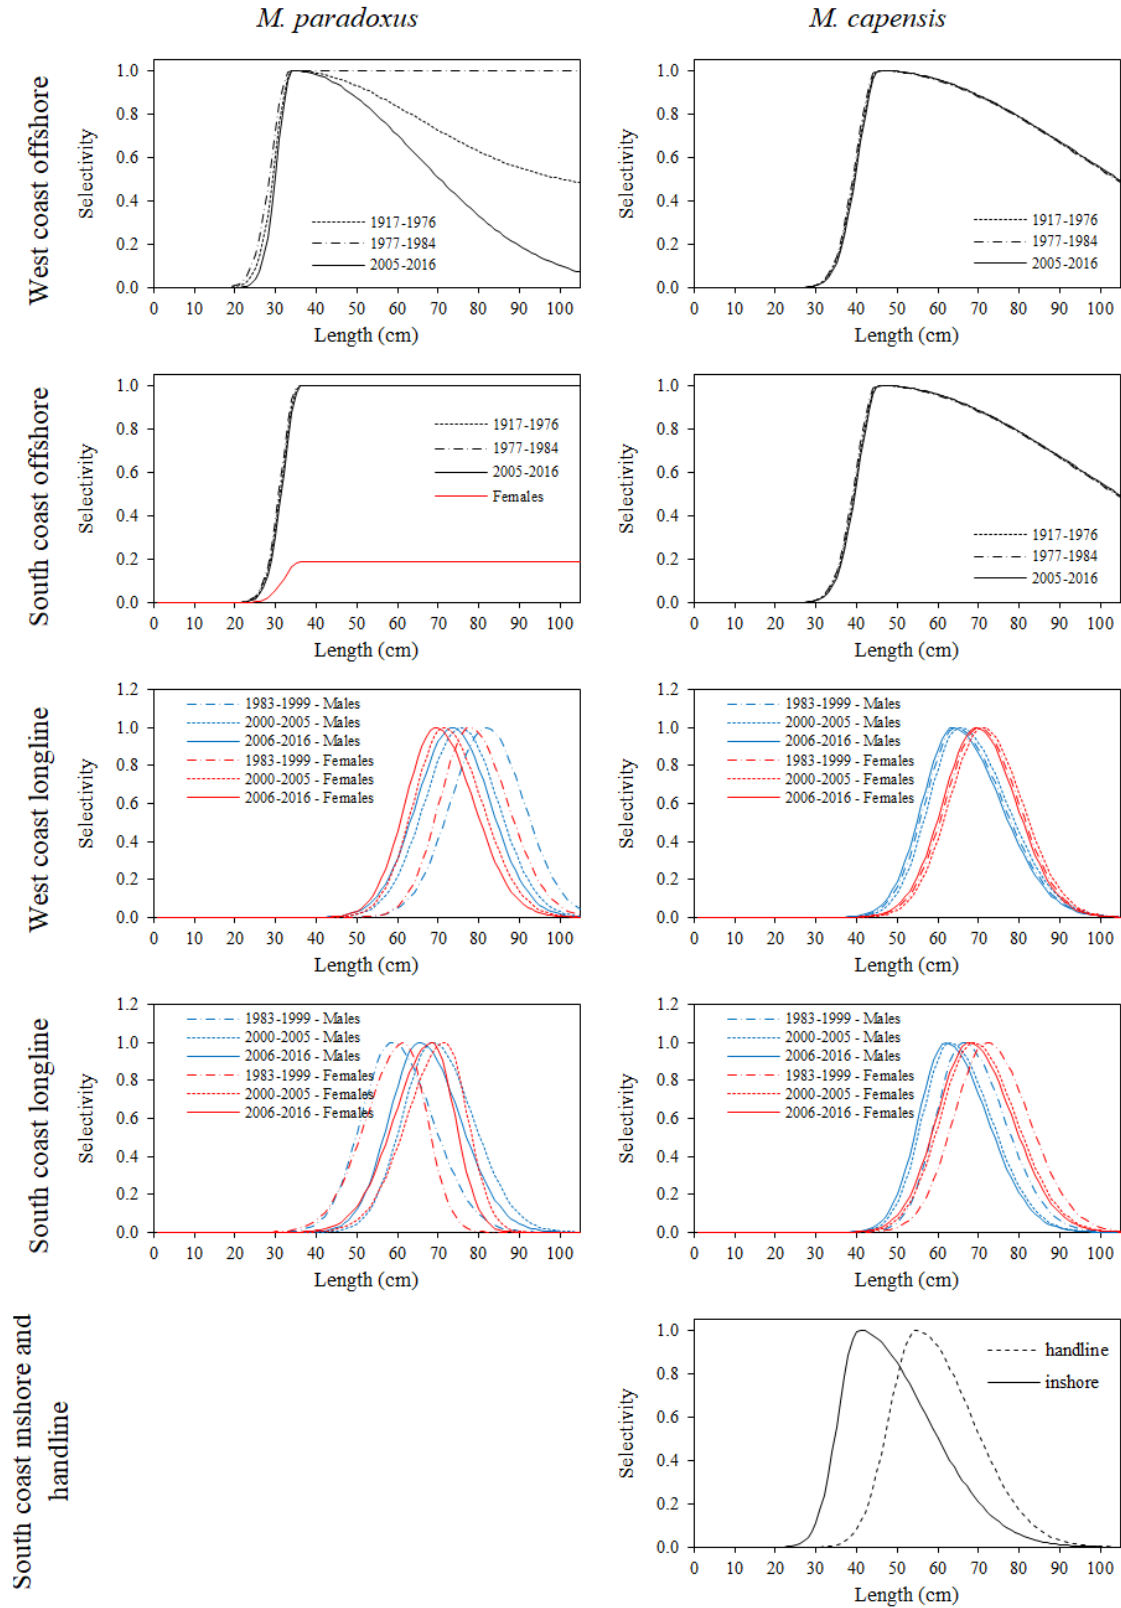 M. paradoxus
M. capensis
West coast offshore
Selectivity
1.0
0.8
0.6
0.4
0.2
0.0
1917-1976
1977-1984
2005-2016
0 10 20 30 40 50 60 70 80 90 100
Length (cm)
Selectivity
1.0
0.8
0.6
0.4
0.2
0.0
1917-1976
1977-1984
2005-2016
0 10 20 30 40 50 60 70 80 90 100
Length (cm)
South coast offshore
Selectivity
1.0
0.8
0.6
0.4
0.2
0.0
1917-1976
1977-1984
2005-2016
Females
0 10 20 30 40 50 60 70 80 90 100
Length (cm)
Selectivity
1.0
0.8
0.6
0.4
0.2
0.0
1917-1976
1977-1984
2005-2016
0 10 20 30 40 50 60 70 80 90 100
Length (cm)
West coast longline
Selectivity
1.2
1.0
0.8
0.6
0.4
0.2
0.0
1983-1999 - Males
2000-2005 - Males
2006-2016 - Males
1983-1999 - Females
2000-2005 - Females
2006-2016 - Females
0 10 20 30 40 50 60 70 80 90 100
Length (cm)
Selectivity
1.2
1.0
0.8
0.6
0.4
0.2
0.0
1983-1999 - Males
2000-2005 - Males
2006-2016 - Males
1983-1999 - Females
2000-2005 - Females
2006-2016 - Females
0 10 20 30 40 50 60 70 80 90 100
Length (cm)
South coast longline
Selectivity
1.2
1.0
0.8
0.6
0.4
0.2
0.0
1983-1999 - Males
2000-2005 - Males
2006-2016 - Males
1983-1999 - Females
2000-2005 - Females
2006-2016 - Females
0 10 20 30 40 50 60 70 80 90 100
Length (cm)
Selectivity
1.2
1.0
0.8
0.6
0.4
0.2
0.0
1983-1999 - Males
2000-2005 - Males
2006-2016 - Males
1983-1999 - Females
2000-2005 - Females
2006-2016 - Females
0 10 20 30 40 50 60 70 80 90 100
Length (cm)
South coast inshore and
handline
Selectivity
1.0
0.8
0.6
0.4
0.2
0.0
handline
inshore
0 10 20 30 40 50 60 70 80 90 100
Length (cm)